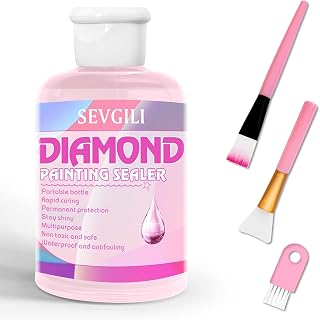 SEVGILI
DIAMOND
PAINTING SEALER
Portable bottle
Rapid curing
Permanent protection
Stay shiny
Multipurpose
Non toxic and safe
Waterproof and antifouling